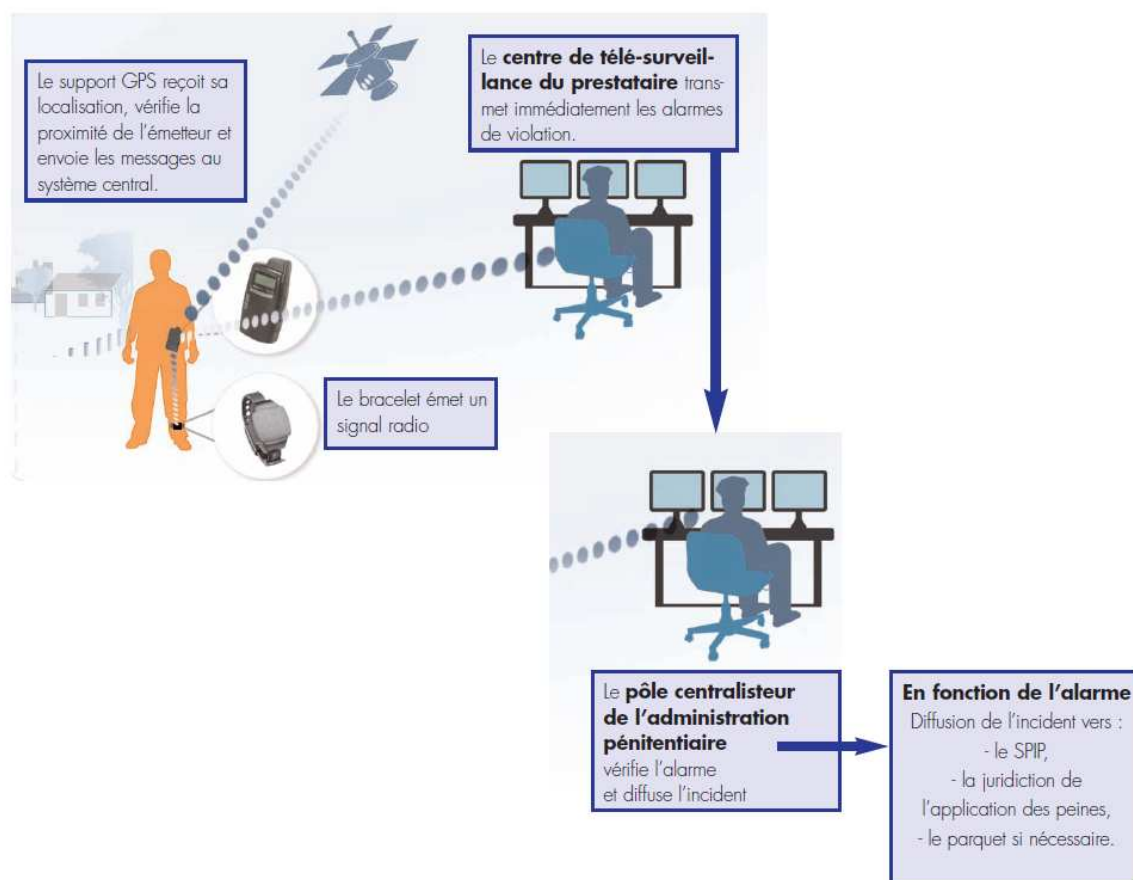 Le support GPS reçoit sa
localisation, vérifie la
proximité de l'émetteur et
envoie les messages au
système central.
Le centre de télé-surveil-
lance du prestataire trans-
met immédiatement les alarmes
de violation.
Le bracelet émet un
signal radio
Le pôle centralisteur
de l'administration
pénitentiaire
vérifie l'alarme
et diffuse l'incident
En fonction de l'alarme
Diffusion de l'incident vers :
- le SPIP,
- la juridiction de
l'application des peines,
- le parquet si nécessaire.